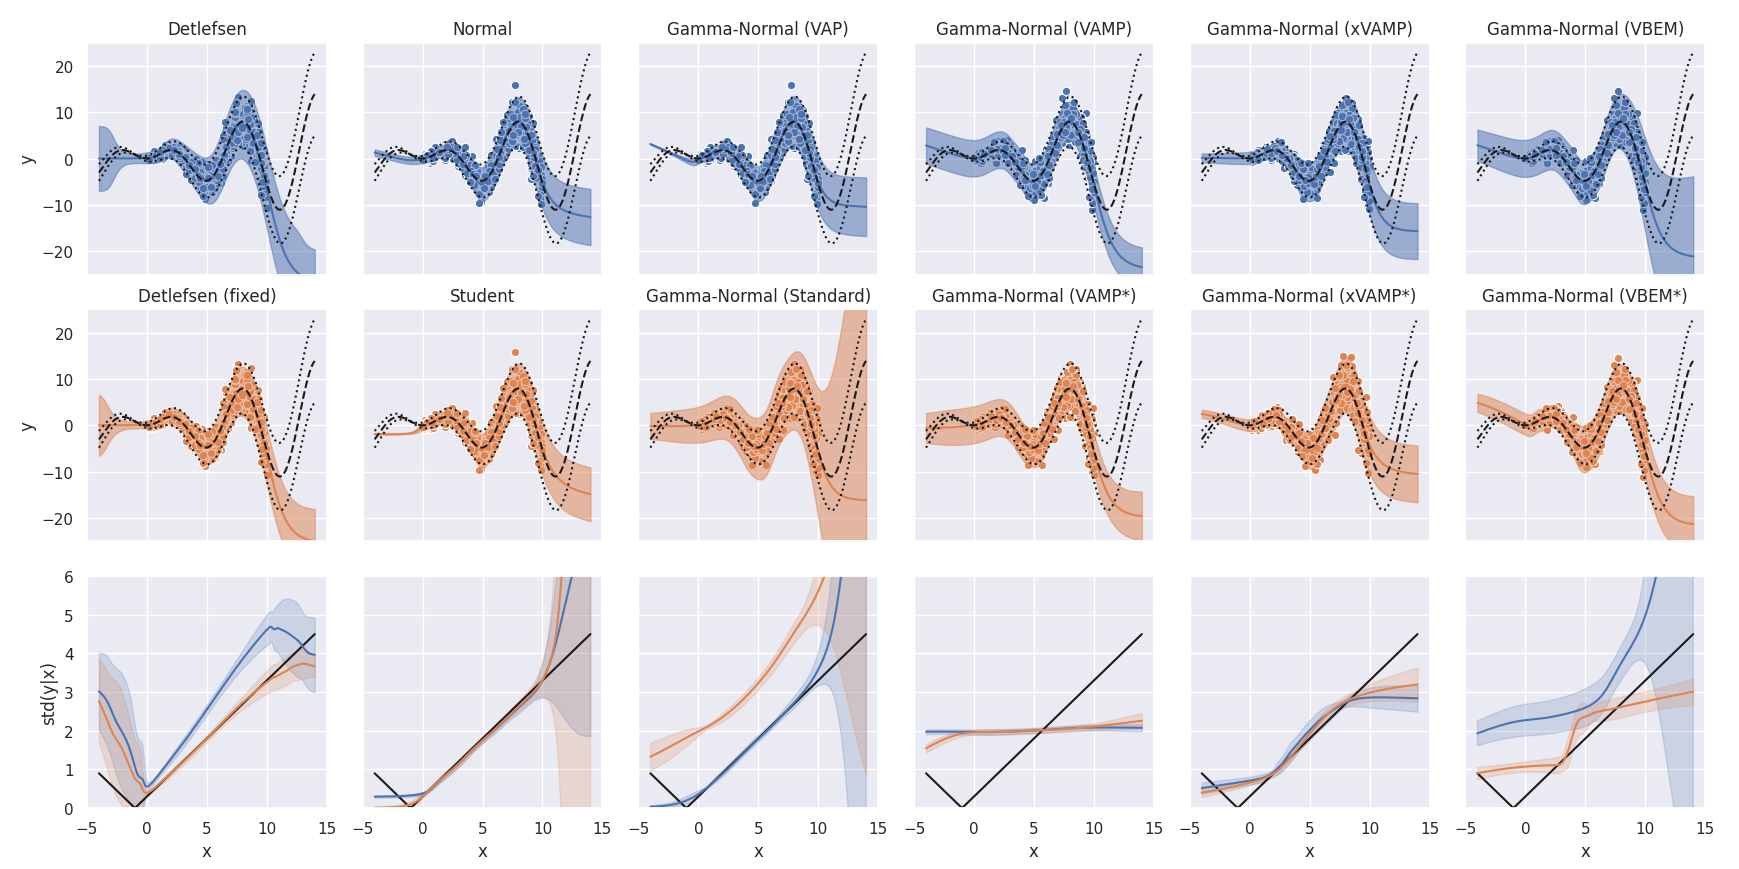 Detlefsen Normal Gamma-Normal (VAP) Gamma-Normal (VAMP) Gamma-Normal (xVAMP) Gamma-Normal (VBEM)
20
10
0
−10
−20
y
Detlefsen (fixed) Student Gamma-Normal (Standard) Gamma-Normal (VAMP*) Gamma-Normal (xVAMP*) Gamma-Normal (VBEM*)
20
10
0
−10
−20
y
6
5
4
3
2
1
0
std(y|x)
−5 0 5 10 15 −5 0 5 10 15 −5 0 5 10 15 −5 0 5 10 15 −5 0 5 10 15 −5 0 5 10 15
x x x x x x